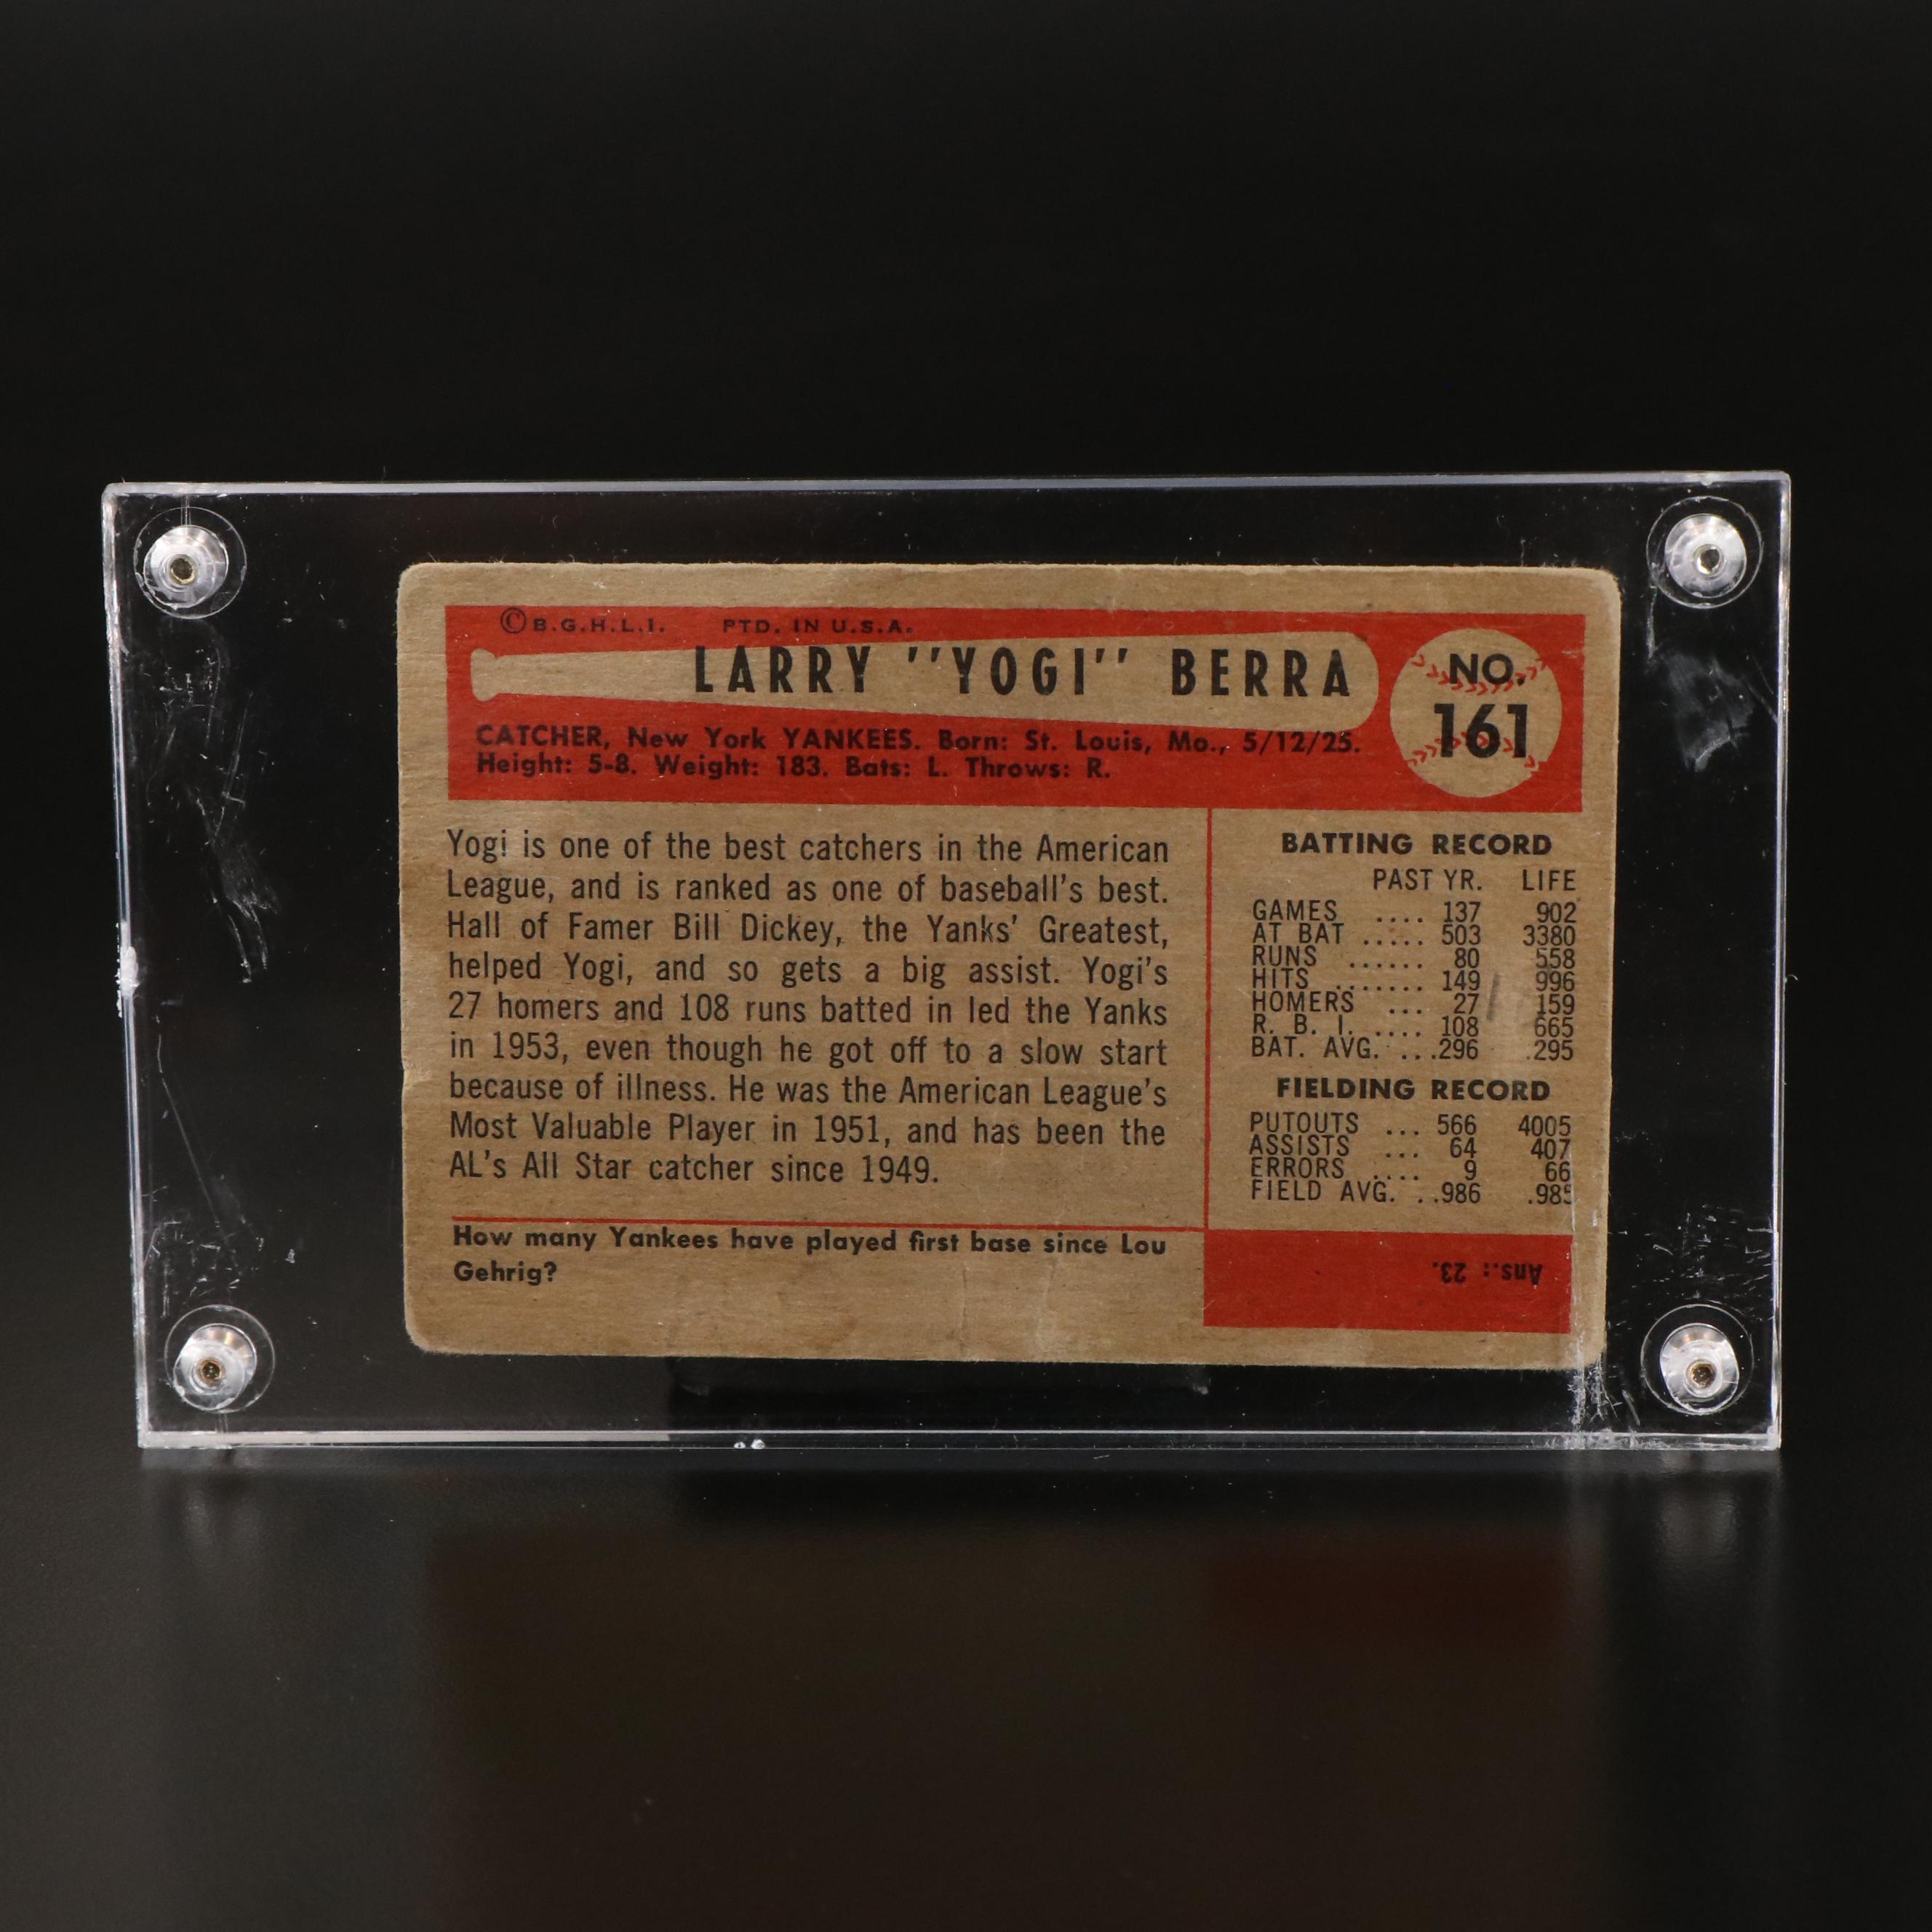 © B.G.H.L.I. PTD. IN U.S.A.
LARRY "YOGI" BERRA
NO.
161
CATCHER, New York YANKEES. Born: St. Louis, Mo., 5/12/25.
Height: 5-8. Weight: 183. Bats: L. Throws: R.
Yogi is one of the best catchers in the American
League, and is ranked as one of baseball's best.
Hall of Famer Bill Dickey, the Yanks' Greatest,
helped Yogi, and so gets a big assist. Yogi's
27 homers and 108 runs batted in led the Yanks
in 1953, even though he got off to a slow start
because of illness. He was the American League's
Most Valuable Player in 1951, and has been the
AL's All Star catcher since 1949.
How many Yankees have played first base since Lou
Gehrig?
BATTING RECORD
PAST YR. LIFE
GAMES .... 137 902
AT BAT ..... 503 3380
RUNS ...... 80 558
HITS ........ 149 996
HOMERS ... 27 159
R. B. I. .... 108 665
BAT. AVG. ...296 .295
FIELDING RECORD
PUTOUTS ... 566 4005
ASSISTS ... 64 407
ERRORS .... 9 66
FIELD AVG. ..986 .985
Ans.: 23.